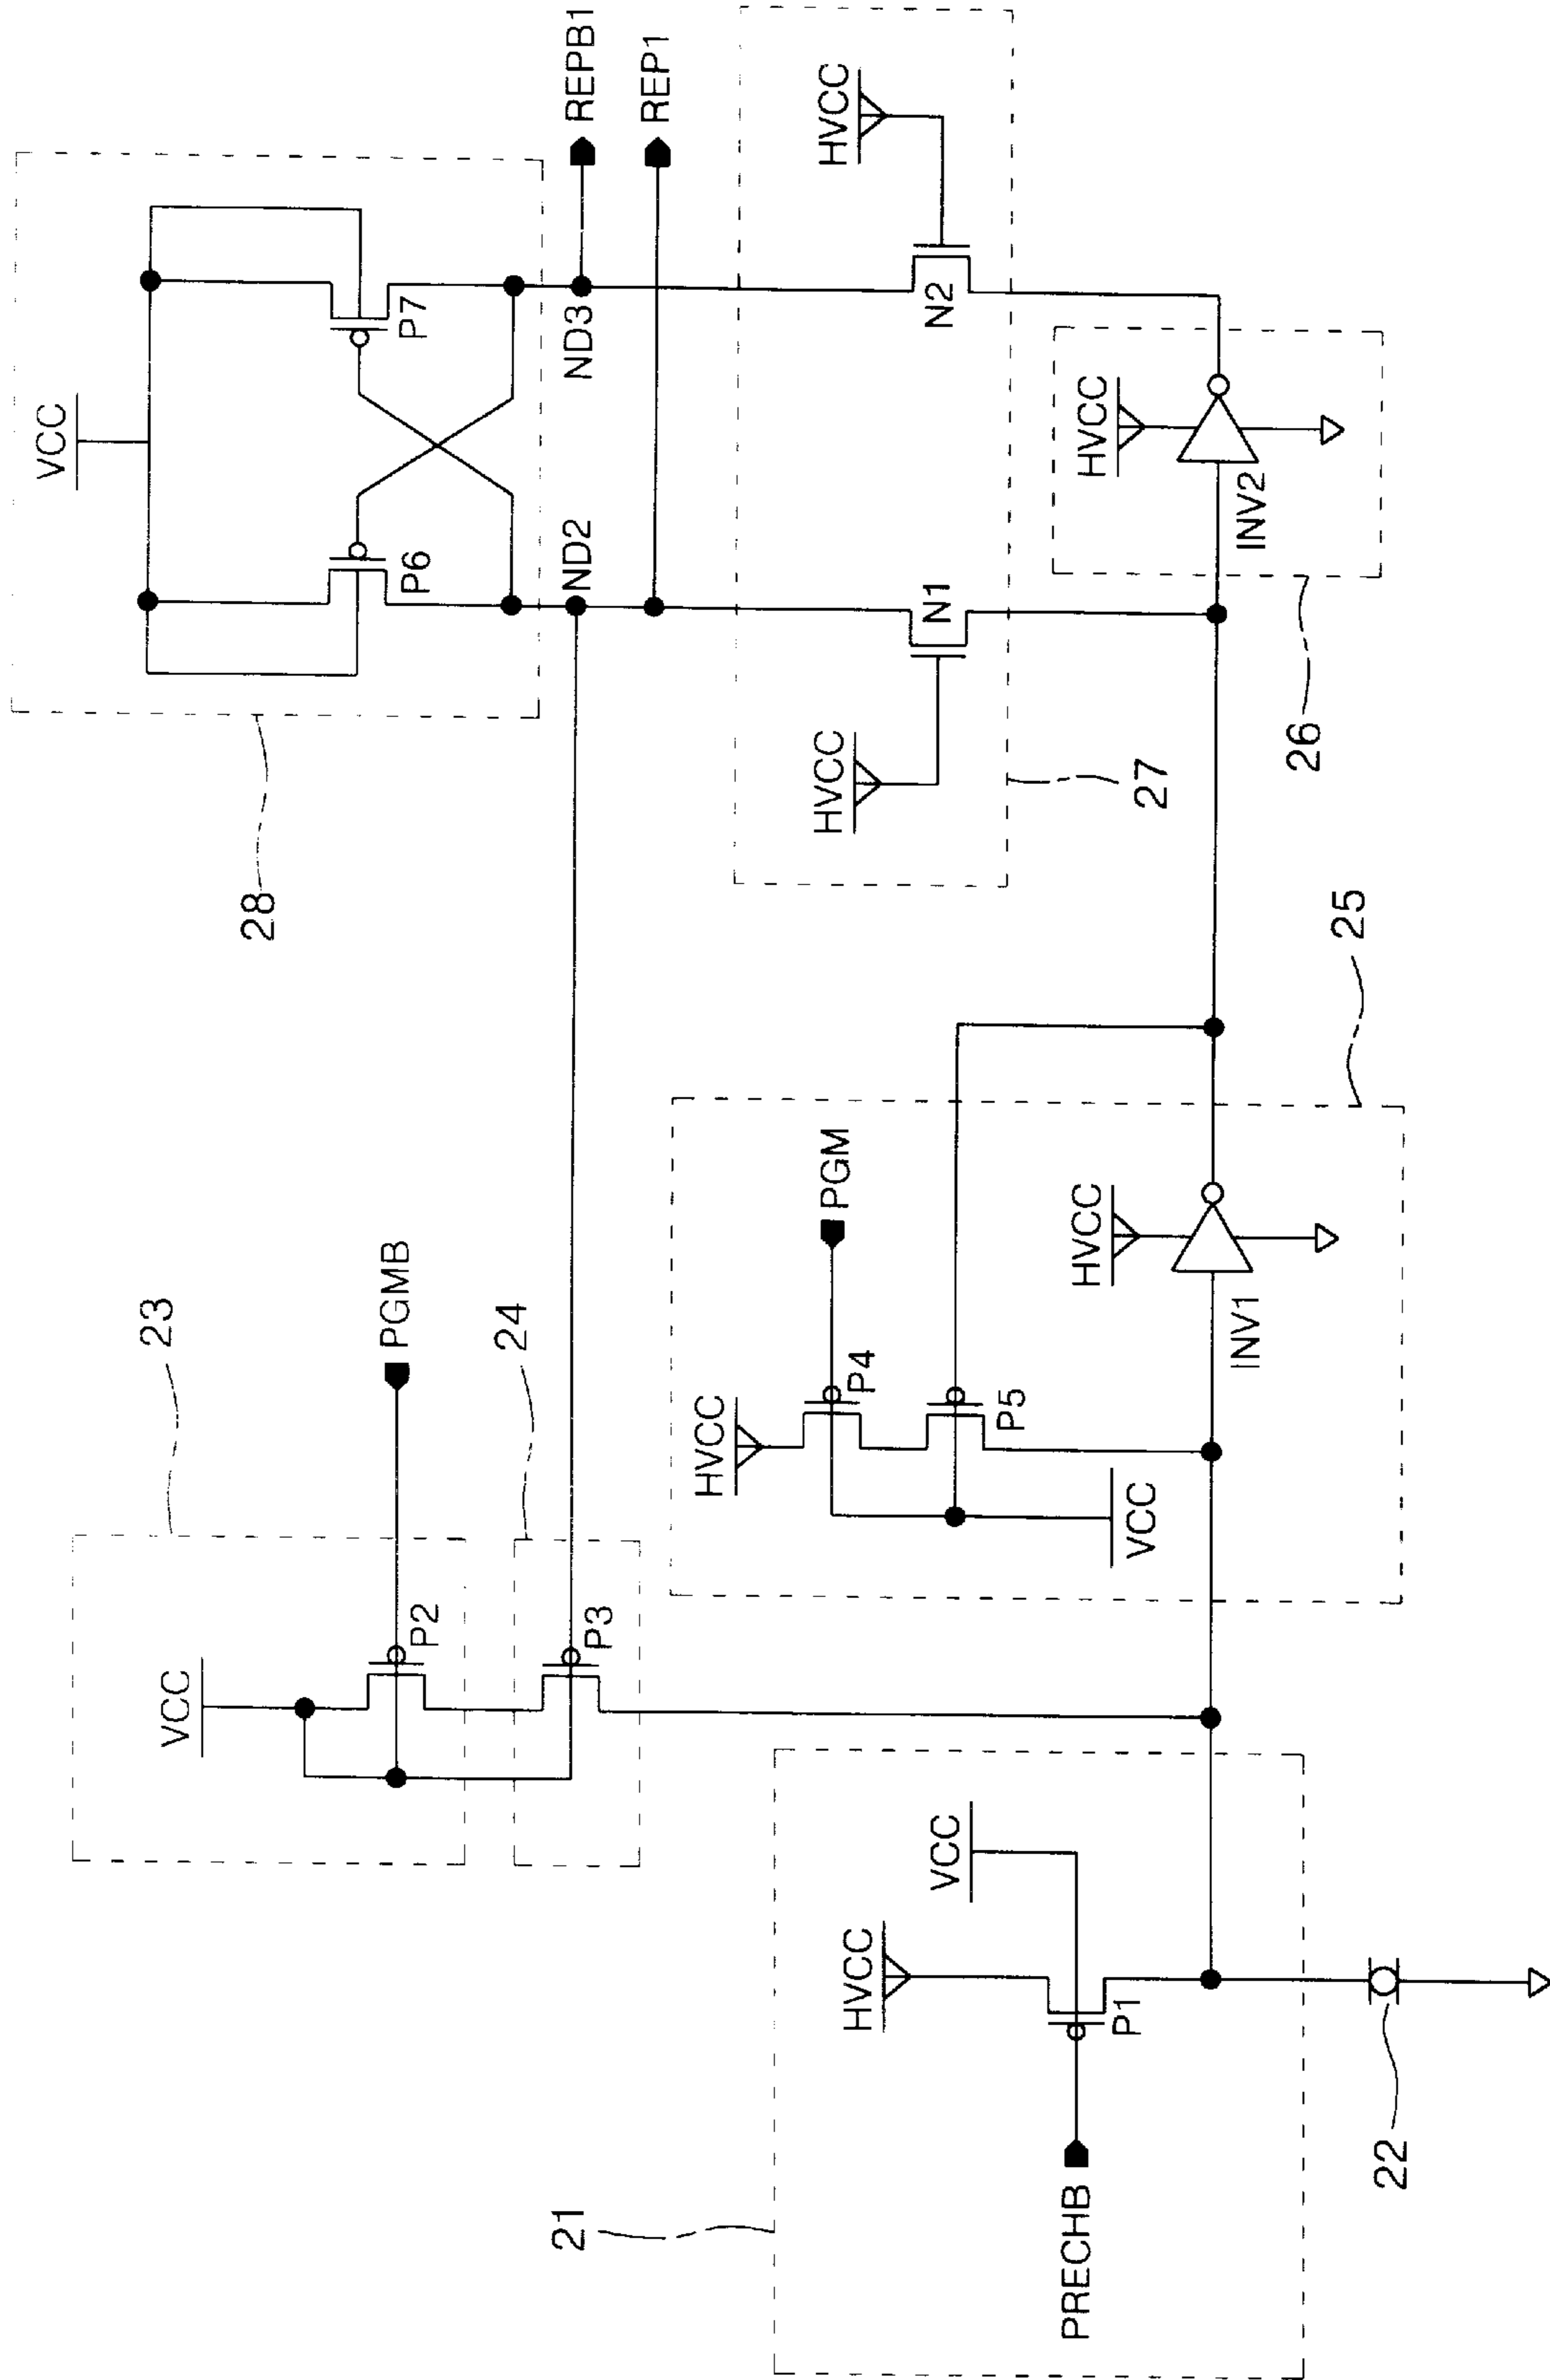 21
PRECHB
HVCC
VCC
P1
22
23
VCC
PGMB
P2
24
P3
25
HVCC
PGM
P4
P5
VCC
HVCC
INV1
28
VCC
P6
P7
ND2
ND3
REPB1
REP1
27
HVCC
N1
HVCC
N2
26
HVCC
INV2